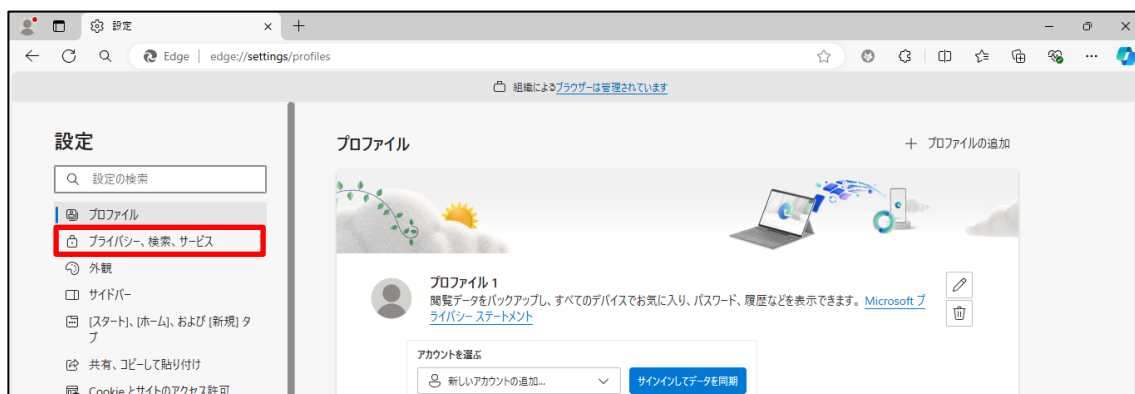 設定
Edge | edge://settings/profiles
組織によるブラウザーは管理されています
設定
設定の検索
プロファイル
プライバシー、検索、サービス
外観
サイドバー
[スタート]、[ホーム]、および [新規] タ
ブ
共有、コピーして貼り付け
Cookie とサイトのアクセス許可
プロファイル
プロファイルの追加
プロファイル 1
閲覧データをバックアップし、すべてのデバイスでお気に入り、パスワード、履歴などを表示できます。Microsoft プ
ライバシー ステートメント
アカウントを選ぶ
新しいアカウントの追加...
サインインしてデータを同期